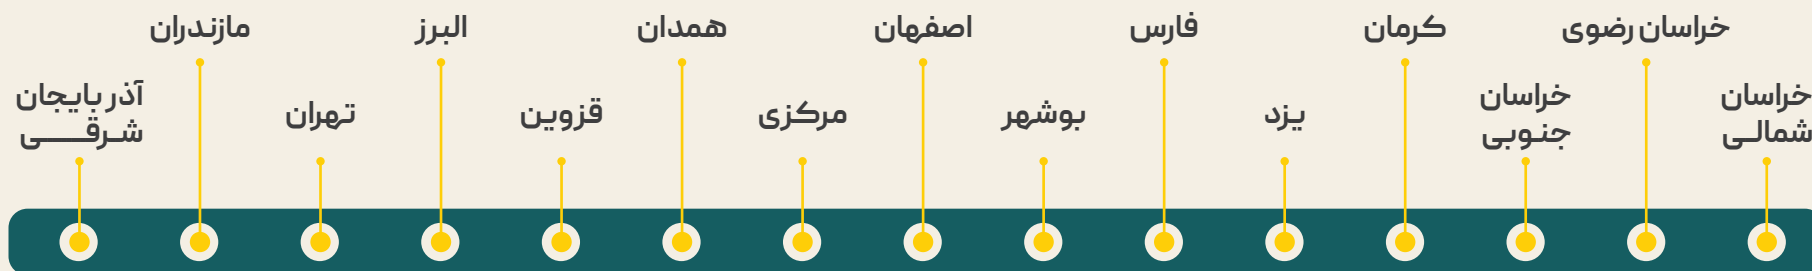 خراسان
شمالی
خراسان رضوی
خراسان
جنوبی
کرمان
یزد
فارس
بوشهر
اصفهان
مرکزی
همدان
قزوین
البرز
تهران
مازندران
آذربایجان
شرقی